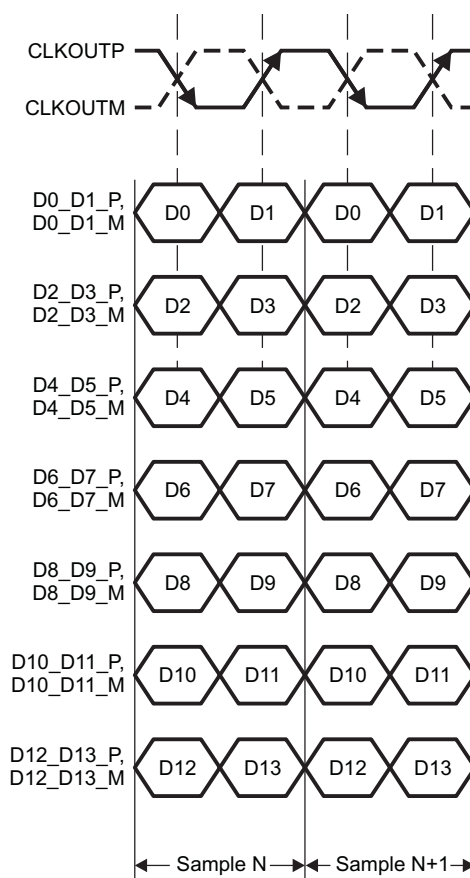 CLKOUTP
CLKOUTM
D0_D1_P,
D0_D1_M
D0 D1 D0 D1
D2_D3_P,
D2_D3_M
D2 D3 D2 D3
D4_D5_P,
D4_D5_M
D4 D5 D4 D5
D6_D7_P,
D6_D7_M
D6 D7 D6 D7
D8_D9_P,
D8_D9_M
D8 D9 D8 D9
D10_D11_P,
D10_D11_M
D10 D11 D10 D11
D12_D13_P,
D12_D13_M
D12 D13 D12 D13
Sample N Sample N+1